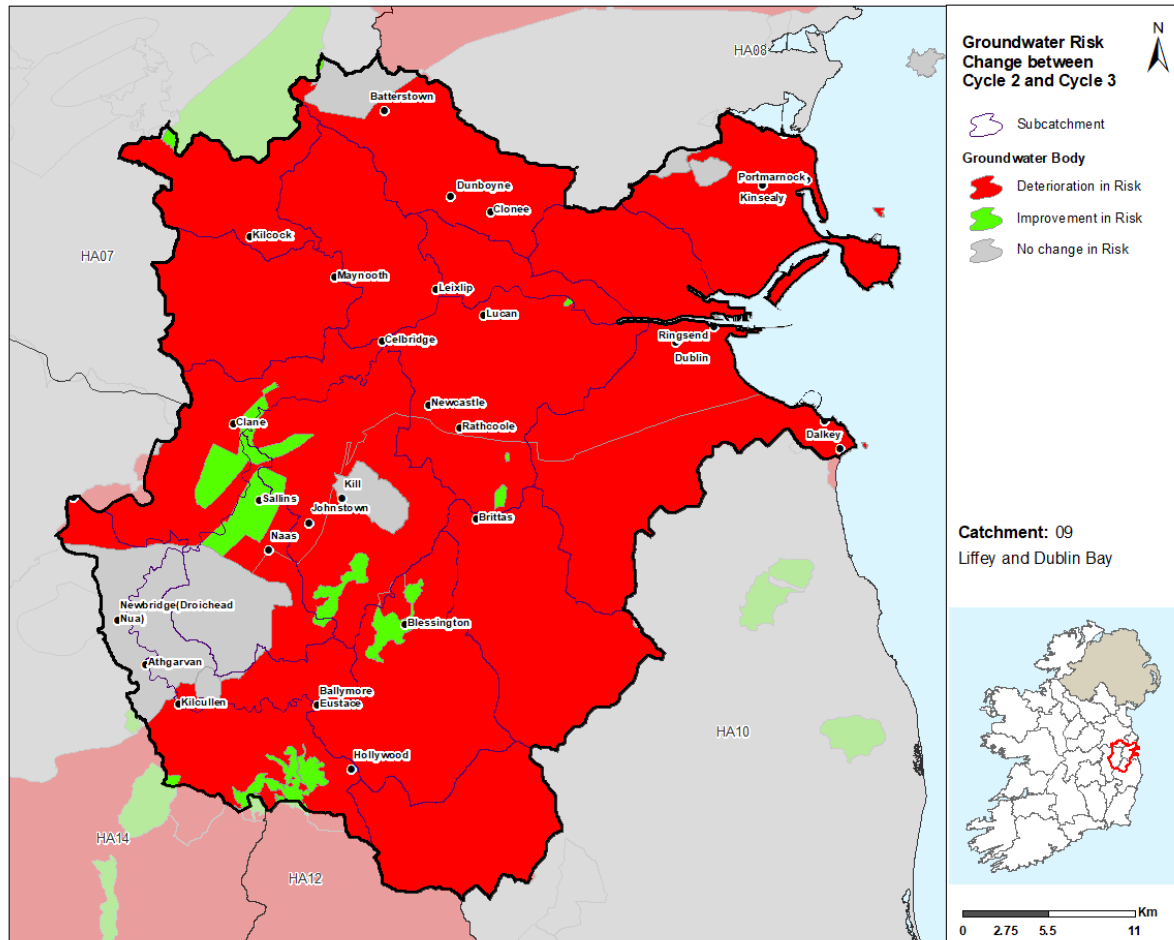 HA08
Batterstown
Dunboyne
Clonee
Portmarnock,
Kinsealy
Kilcock
HA07
Maynooth
Leixlip
Lucan
Celbridge
Ringsend
Dublin
Newcastle
Clane
Rathcoole
Dalkey
Kill
Sallins
Johnstown
Brittas
Naas
Newbridge(Droichead
Nua)
Blessington
Athgarvan
Ballymore
Eustace
Kilcullen
HA10
Hollywood
HA14
HA12
Groundwater Risk
Change between
Cycle 2 and Cycle 3
N
Subcatchment
Groundwater Body
Deterioration in Risk
Improvement in Risk
No change in Risk
Catchment: 09
Liffey and Dublin Bay
Km
0 2.75 5.5 11